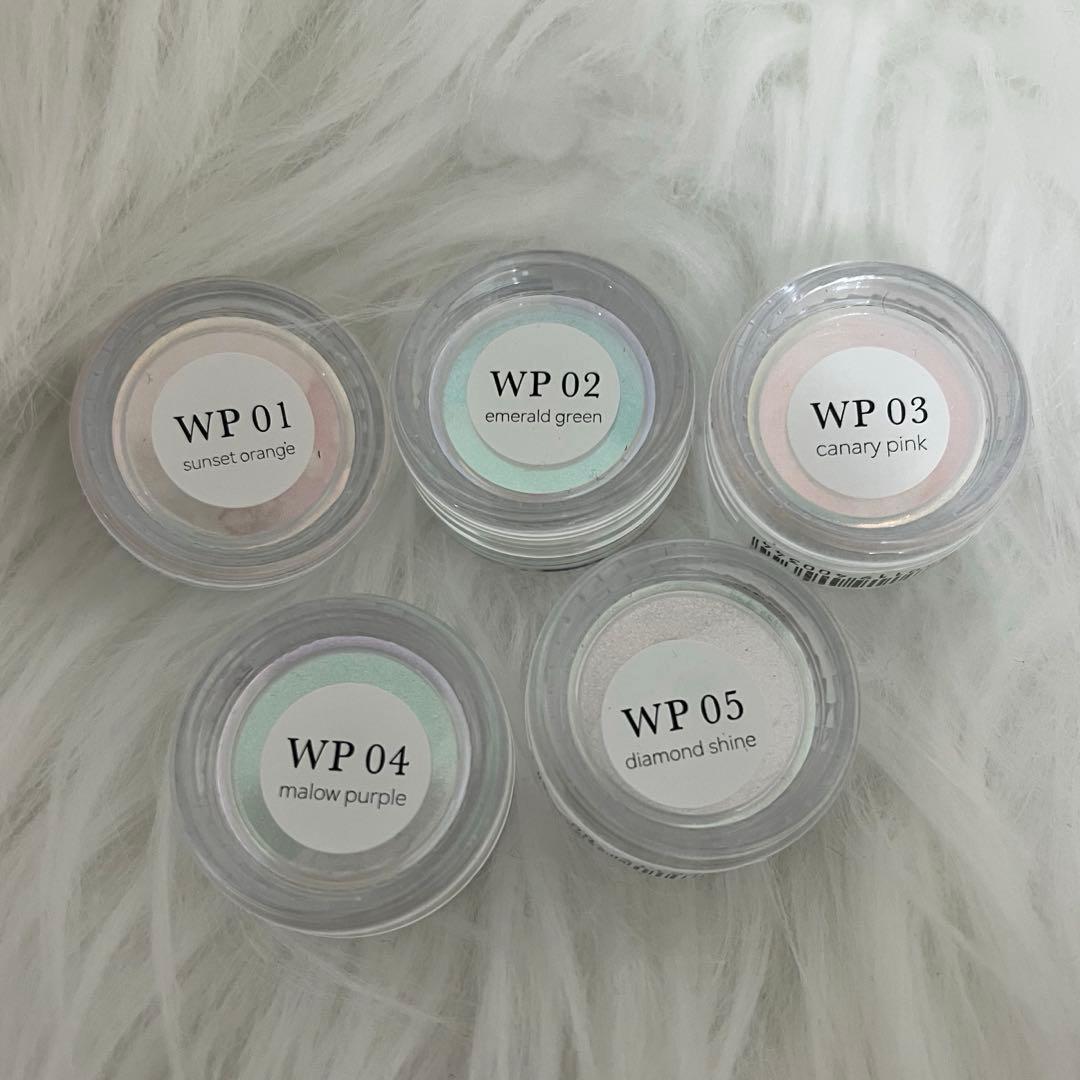 WP 01
sunset orange
WP 02
emerald green
WP 03
canary pink
WP 04
malow purple
WP 05
diamond shine